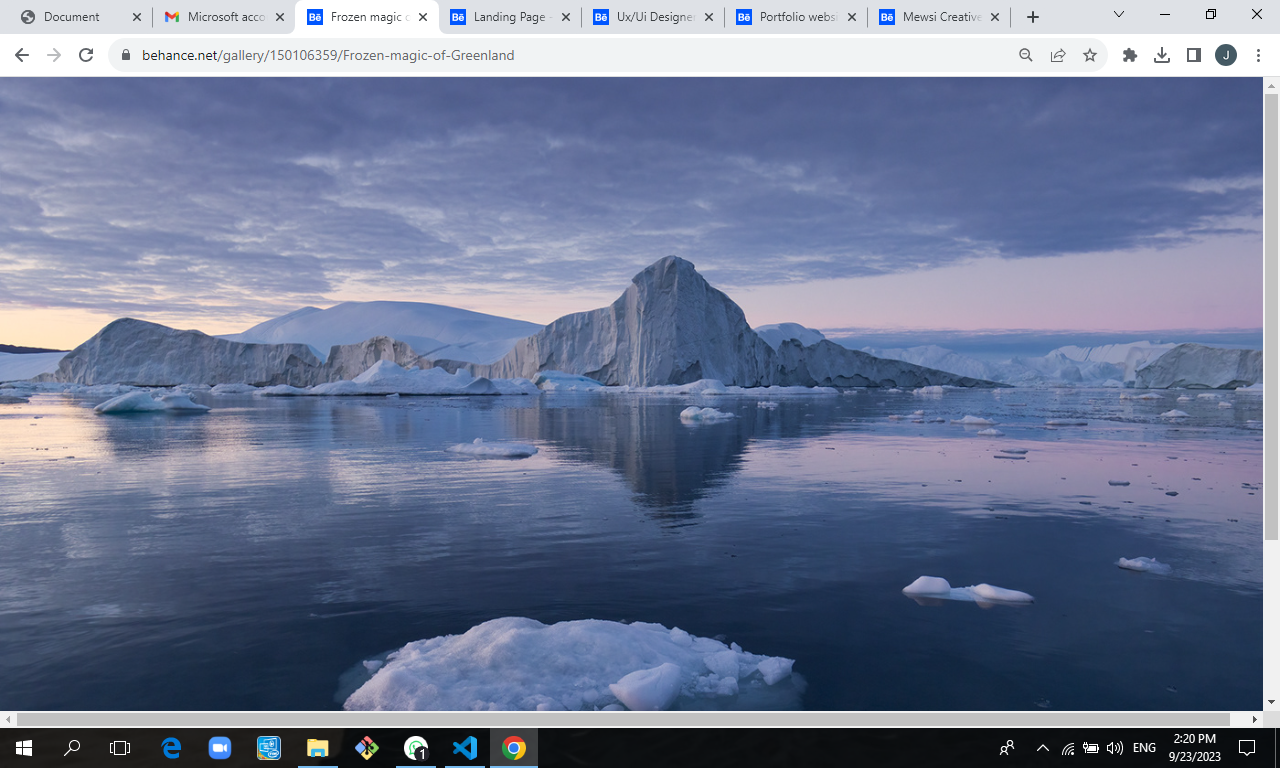 Document
Microsoft acco
Bē Frozen magic o
Bē Landing Page -
Bē Ux/Ui Designer
Bē Portfolio webs
Bē Mewsi Creative
behance.net/gallery/150106359/Frozen-magic-of-Greenland
J
1
ENG
2:20 PM
9/23/2023